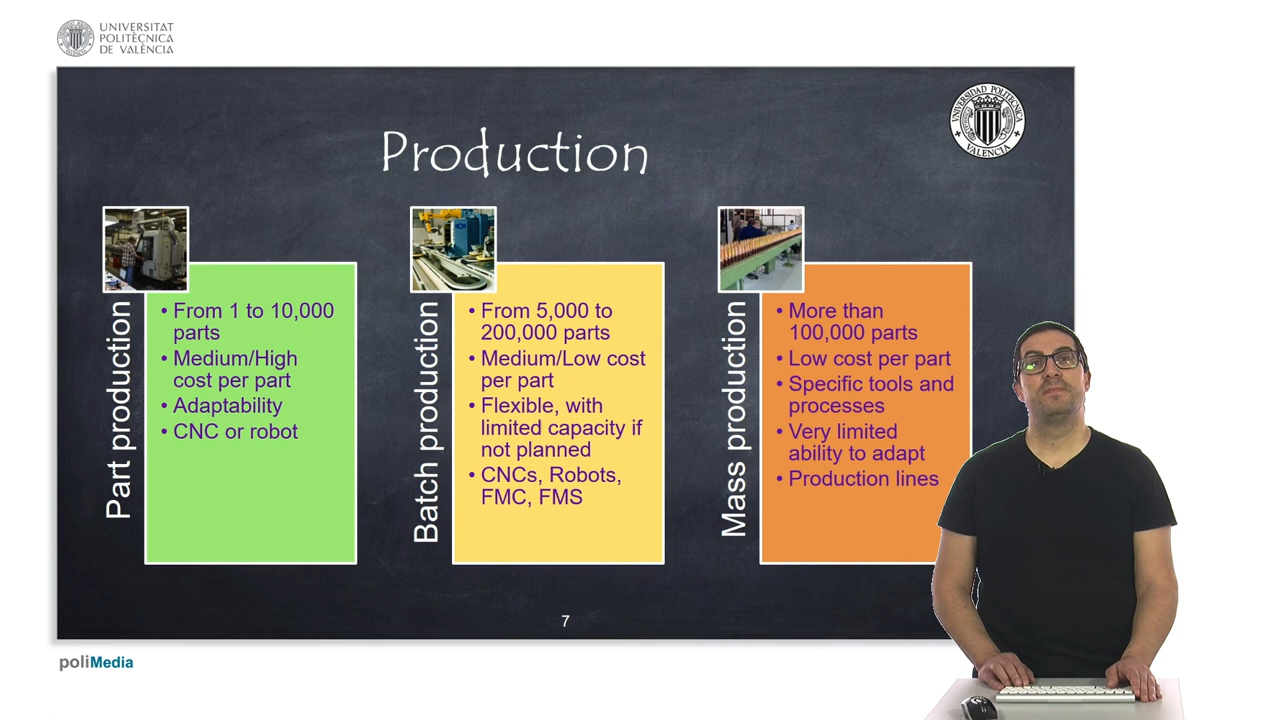 UNIVERSITAT
POLITÈCNICA
DE VALÈNCIA
UNIVERSIDAD POLITECNICA
VALENCIA
Production
Part production
• From 1 to 10,000
parts
• Medium/High
cost per part
• Adaptability
• CNC or robot
Batch production
• From 5,000 to
200,000 parts
• Medium/Low cost
per part
• Flexible, with
limited capacity if
not planned
• CNCs, Robots,
FMC, FMS
Mass production
• More than
100,000 parts
• Low cost per part
• Specific tools and
processes
• Very limited
ability to adapt
• Production lines
7
poliMedia